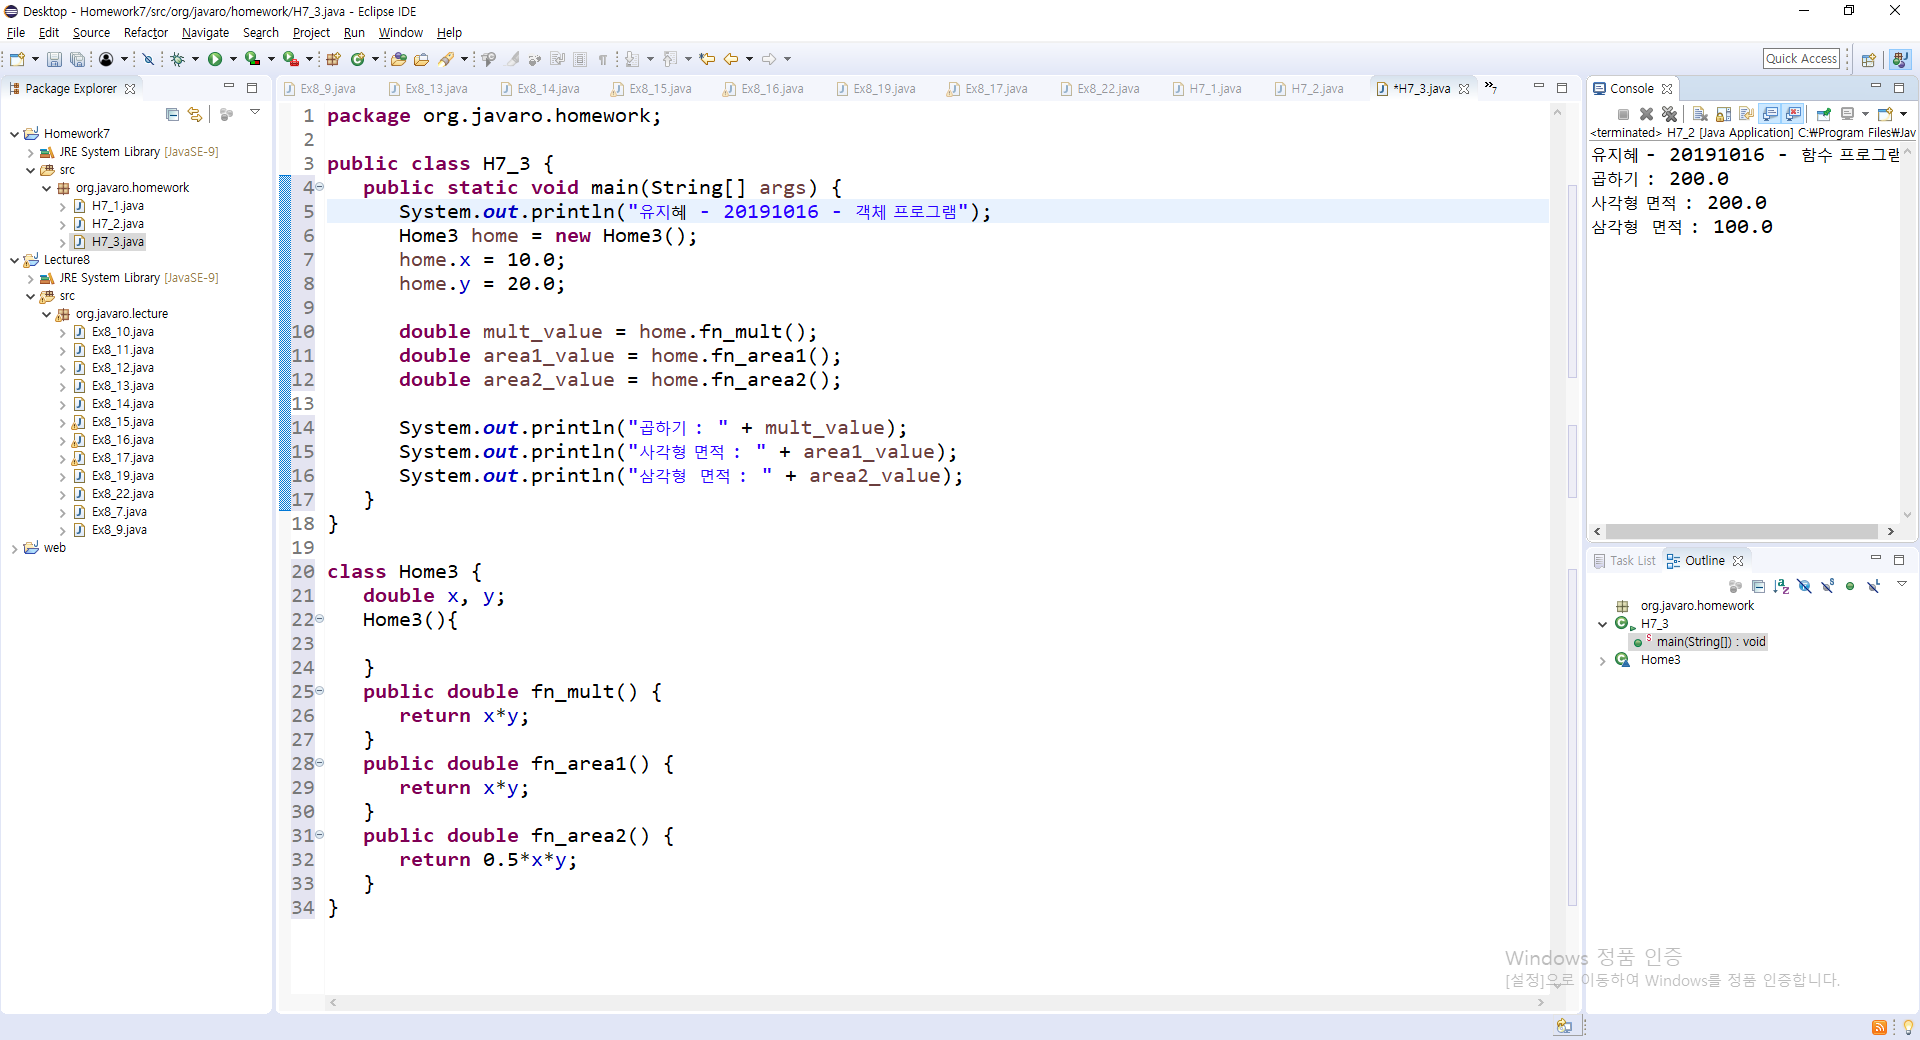 Desktop - Homework7/src/org/javaro/homework/H7_3.java - Eclipse IDE
File Edit Source Refactor Navigate Search Project Run Window Help
Quick Access
Package Explorer
Homework7
JRE System Library [JavaSE-9]
src
org.javaro.homework
H7_1.java
H7_2.java
H7_3.java
Lecture8
JRE System Library [JavaSE-9]
src
org.javaro.lecture
Ex8_10.java
Ex8_11.java
Ex8_12.java
Ex8_13.java
Ex8_14.java
Ex8_15.java
Ex8_16.java
Ex8_17.java
Ex8_19.java
Ex8_22.java
Ex8_7.java
Ex8_9.java
web
Ex8_9.java Ex8_13.java Ex8_14.java Ex8_15.java Ex8_16.java Ex8_19.java Ex8_17.java Ex8_22.java H7_1.java H7_2.java *H7_3.java »7
1 package org.javaro.homework;
2
3 public class H7_3 {
4 public static void main(String[] args) {
5 System.out.println("유지혜 - 20191016 - 객체 프로그램");
6 Home3 home = new Home3();
7 home.x = 10.0;
8 home.y = 20.0;
9
10 double mult_value = home.fn_mult();
11 double area1_value = home.fn_area1();
12 double area2_value = home.fn_area2();
13
14 System.out.println("곱하기 : " + mult_value);
15 System.out.println("사각형 면적 : " + area1_value);
16 System.out.println("삼각형  면적 : " + area2_value);
17 }
18 }
19
20 class Home3 {
21 double x, y;
22 Home3(){
23
24 }
25 public double fn_mult() {
26 return x*y;
27 }
28 public double fn_area1() {
29 return x*y;
30 }
31 public double fn_area2() {
32 return 0.5*x*y;
33 }
34 }
Console
<terminated> H7_2 [Java Application] C:₩Program Files₩Jav
유지혜 - 20191016 - 함수 프로그램
곱하기 : 200.0
사각형 면적 : 200.0
삼각형  면적 : 100.0
Task List Outline
org.javaro.homework
H7_3
main(String[]) : void
Home3
Windows 정품 인증
[설정]으로 이동하여 Windows를 정품 인증합니다.